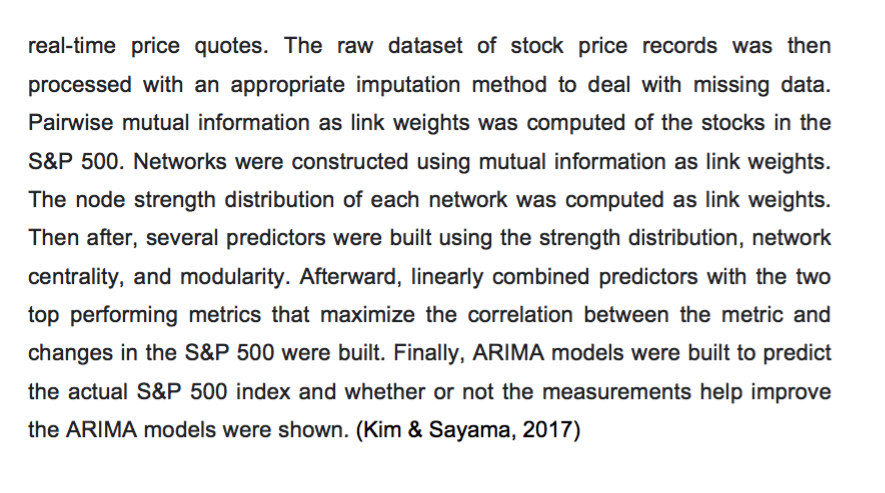 real-time price quotes. The raw dataset of stock price records was then
processed with an appropriate imputation method to deal with missing data.
Pairwise mutual information as link weights was computed of the stocks in the
S&P 500. Networks were constructed using mutual information as link weights.
The node strength distribution of each network was computed as link weights.
Then after, several predictors were built using the strength distribution, network
centrality, and modularity. Afterward, linearly combined predictors with the two
top performing metrics that maximize the correlation between the metric and
changes in the S&P 500 were built. Finally, ARIMA models were built to predict
the actual S&P 500 index and whether or not the measurements help improve
the ARIMA models were shown. (Kim & Sayama, 2017)